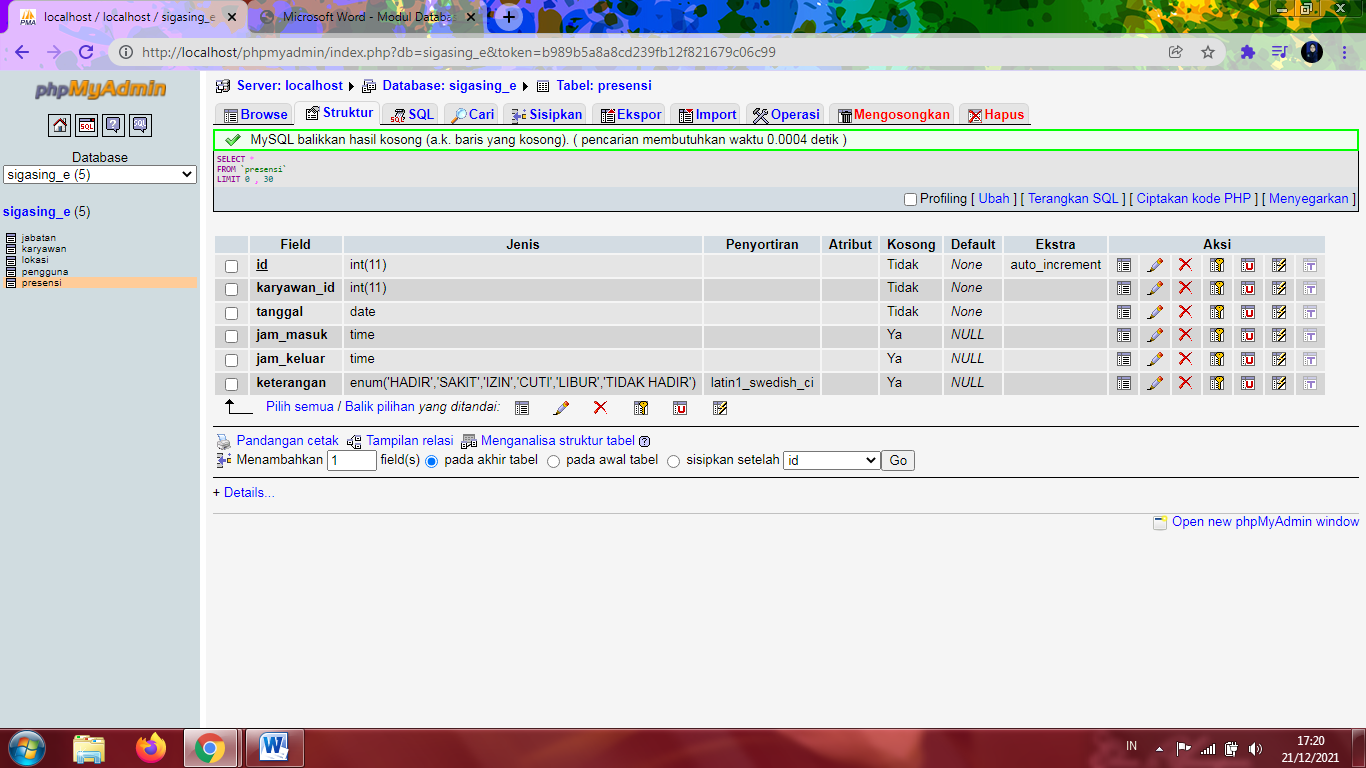 localhost / localhost / sigasing_e
Microsoft Word - Modul Databa
http://localhost/phpmyadmin/index.php?db=sigasing_e&token=b989b5a8a8cd239fb12f821679c06c99
phpMyAdmin
Database
sigasing_e (5)
sigasing_e (5)
jabatan
karyawan
lokasi
pengguna
presensi
Server: localhost Database: sigasing_e Tabel: presensi
Browse Struktur SQL Cari Sisipkan Ekspor Import Operasi Mengosongkan Hapus
MySQL balikkan hasil kosong (a.k. baris yang kosong). ( pencarian membutuhkan waktu 0.0004 detik )
SELECT *
FROM `presensi`
LIMIT 0 , 30
Profiling [ Ubah ] [ Terangkan SQL ] [ Ciptakan kode PHP ] [ Menyegarkan ]
Field Jenis Penyortiran Atribut Kosong Default Ekstra Aksi
id int(11) Tidak None auto_increment
karyawan_id int(11) Tidak None
tanggal date Tidak None
jam_masuk time Ya NULL
jam_keluar time Ya NULL
keterangan enum('HADIR','SAKIT','IZIN','CUTI','LIBUR','TIDAK HADIR') latin1_swedish_ci Ya NULL
Pilih semua / Balik pilihan yang ditandai:
Pandangan cetak Tampilan relasi Menganalisa struktur tabel
Menambahkan 1 field(s) pada akhir tabel pada awal tabel sisipkan setelah id Go
+ Details...
Open new phpMyAdmin window
IN
17:20
21/12/2021